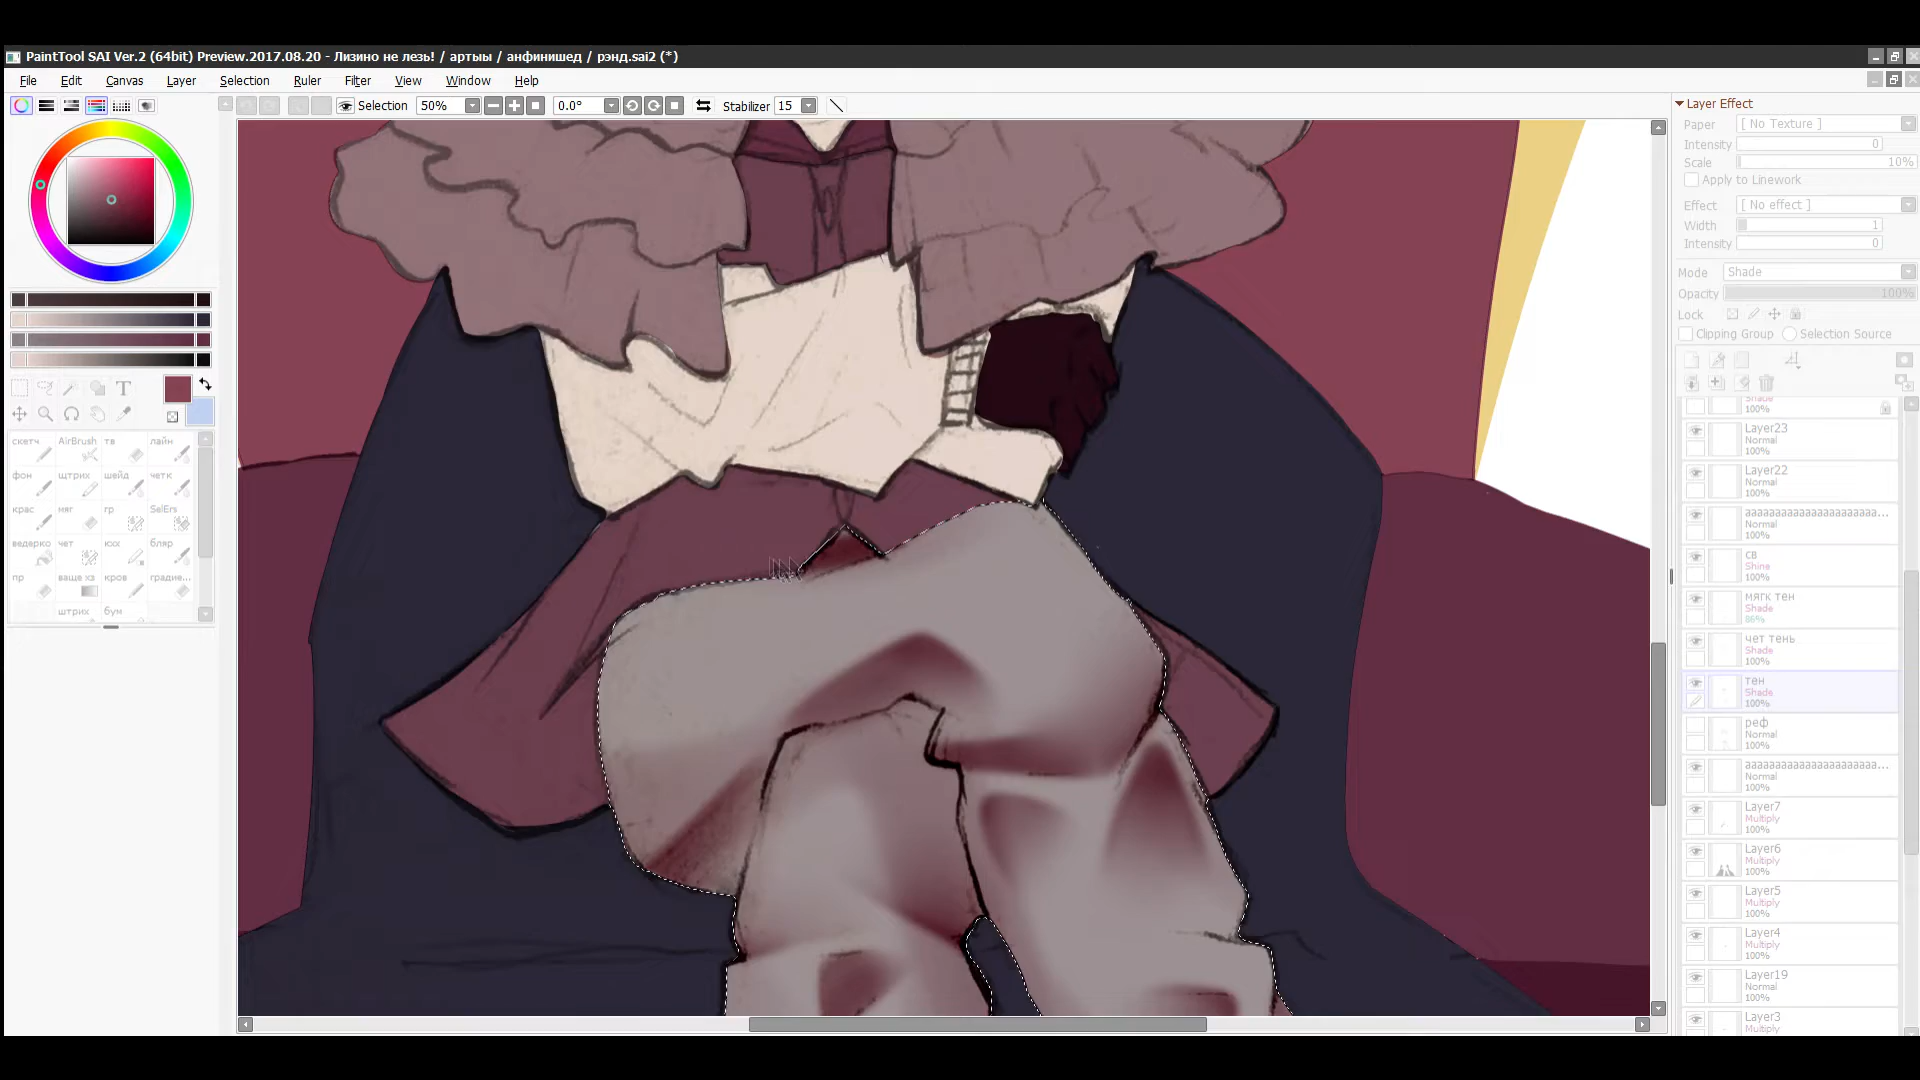 PaintTool SAI Ver.2 (64bit) Preview.2017.08.20 - Лизино не лезь! / артыы / анфинишед / рэнд.sai2 (*)
File Edit Canvas Layer Selection Ruler Filter View Window Help
Selection 50% 0.0° Stabilizer 15
Layer Effect
Paper [ No Texture ]
Intensity 0
Scale 10%
Apply to Linework
Effect [ No effect ]
Width 1
Intensity 0
Mode Shade
Opacity 100%
Lock
Clipping Group Selection Source
T
скетч AirBrush тв лайн
фон штрих шейд четк
крас мяг гр SelErs
ведерко чет кхх бляр
пр ваще хз кров градие...
штрих бум
Shade
100%
Layer23
Normal
100%
Layer22
Normal
100%
Normal
100%
св
Shine
100%
мягк тен
Shade
86%
чет тень
Shade
100%
тен
Shade
100%
реф
Normal
100%
Normal
100%
Layer7
Multiply
100%
Layer6
Multiply
100%
Layer5
Multiply
100%
Layer4
Multiply
100%
Layer19
Normal
100%
Layer3
Multiply
100%